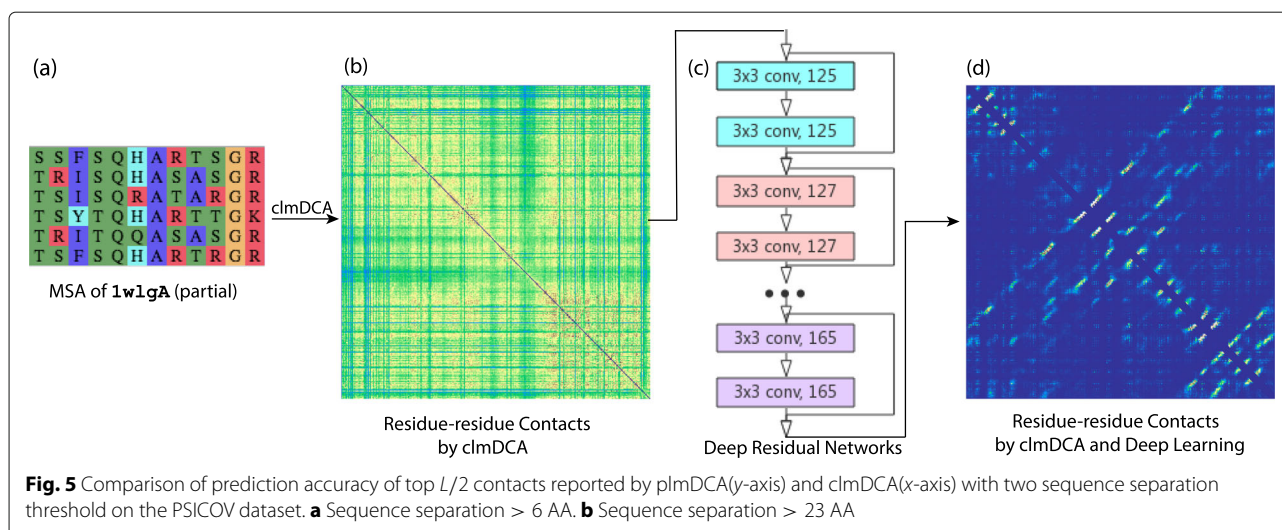 (a)
S S F S Q H A R T S G R
T R I S Q H A S A S G R
T S I S Q R A T A R G R
T S Y T Q H A R T T G K
T R I T Q Q A S A S G R
T S F S Q H A R T R G R
MSA of 1wlgA (partial)
clmDCA
(b)
Residue-residue Contacts
by clmDCA
(c)
3x3 conv, 125
3x3 conv, 125
3x3 conv, 127
3x3 conv, 127
3x3 conv, 165
3x3 conv, 165
Deep Residual Networks
(d)
Residue-residue Contacts
by clmDCA and Deep Learning
Fig. 5 Comparison of prediction accuracy of top L/2 contacts reported by plmDCA(y-axis) and clmDCA(x-axis) with two sequence separation
threshold on the PSICOV dataset. a Sequence separation > 6 AA. b Sequence separation > 23 AA